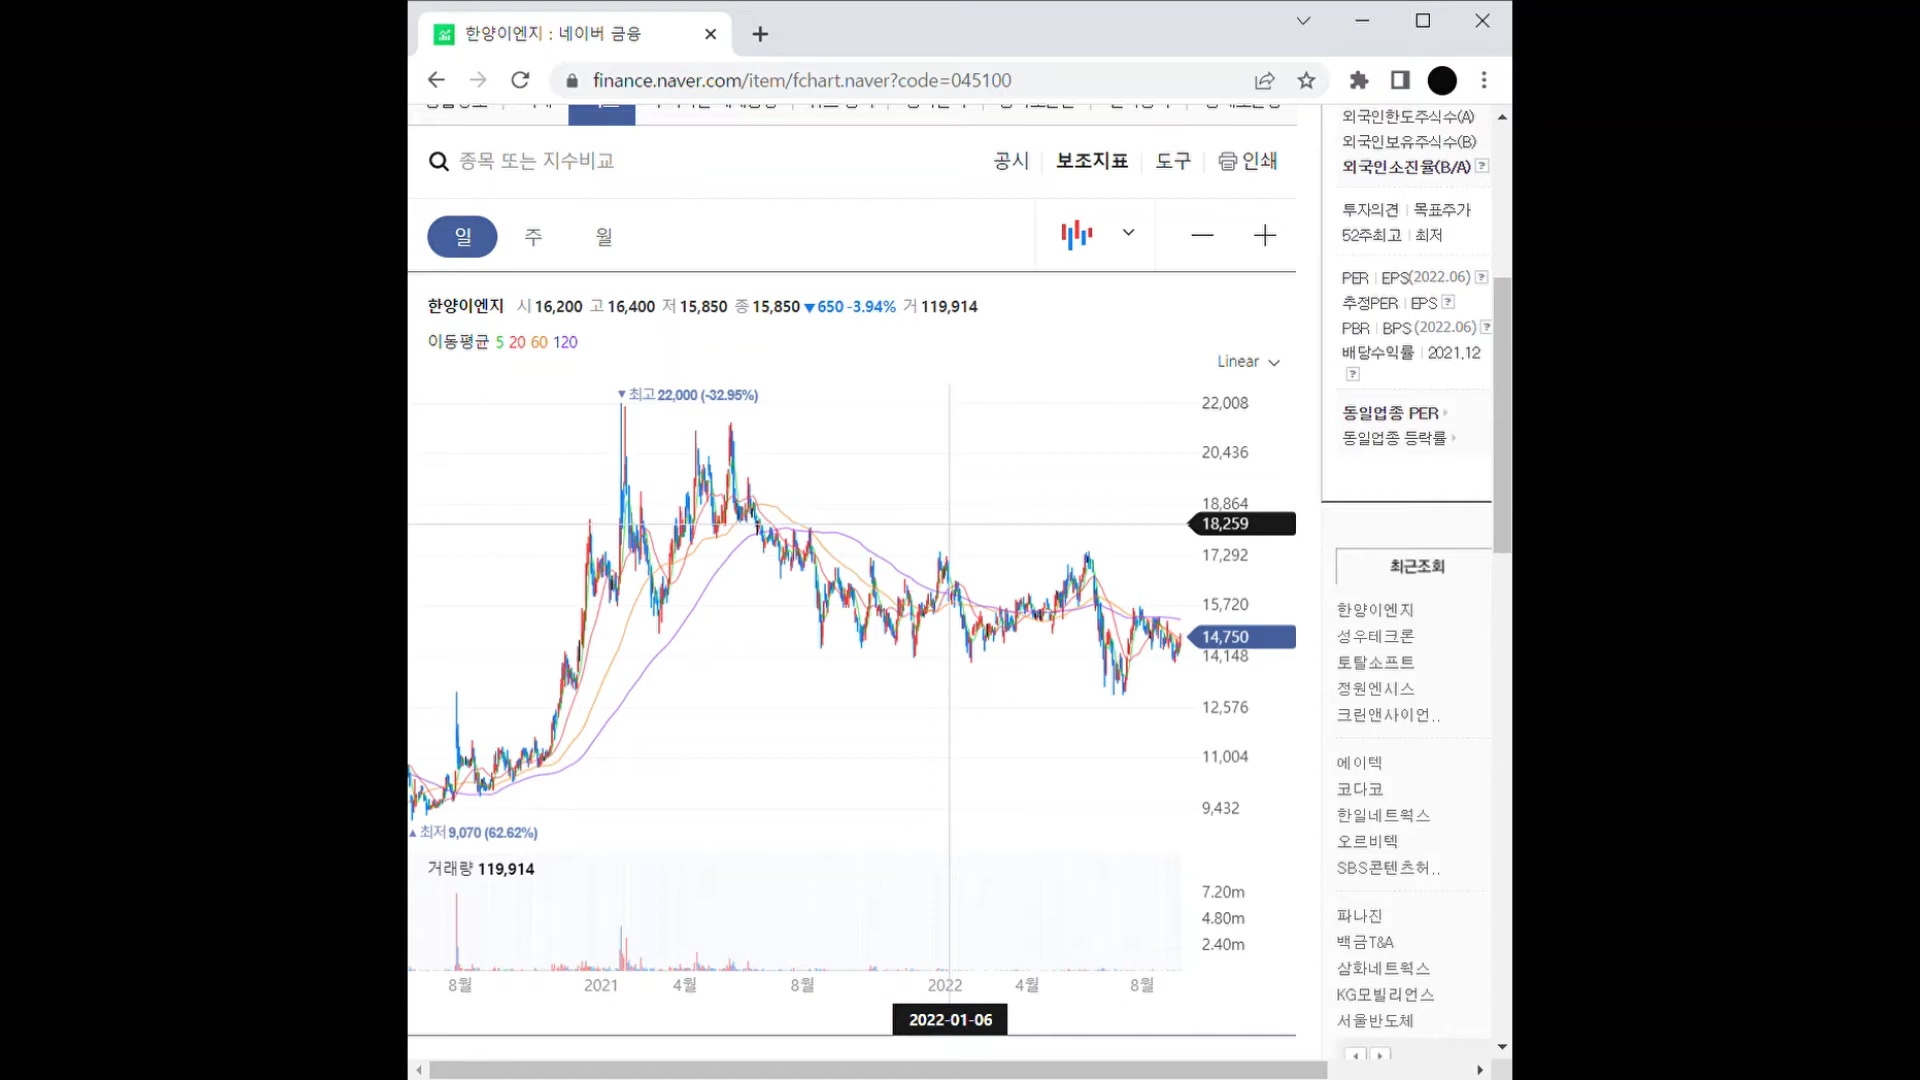 한양이엔지 : 네이버 금융
finance.naver.com/item/fchart.naver?code=045100
종목 또는 지수비교
공시 보조지표 도구 인쇄
일 주 월
한양이엔지 시 16,200 고 16,400 저 15,850 종 15,850 ▼650 -3.94% 거 119,914
이동평균 5 20 60 120
Linear
▼최고 22,000 (-32.95%)
22,008
20,436
18,864
18,259
17,292
15,720
14,750
14,148
12,576
11,004
9,432
▲최저 9,070 (62.62%)
거래량 119,914
7.20m
4.80m
2.40m
8월 2021 4월 8월 2022 4월 8월
2022-01-06
외국인한도주식수(A)
외국인보유주식수(B)
외국인소진율(B/A) ?
투자의견 | 목표주가
52주최고 | 최저
PER | EPS(2022.06) ?
추정PER | EPS ?
PBR | BPS (2022.06) ?
배당수익률 | 2021.12
?
동일업종 PER
동일업종 등락률
최근조회
한양이엔지
성우테크론
토탈소프트
정원엔시스
크린앤사이언..
에이텍
코다코
한일네트웍스
오르비텍
SBS콘텐츠허..
파나진
백금T&A
삼화네트웍스
KG모빌리언스
서울반도체